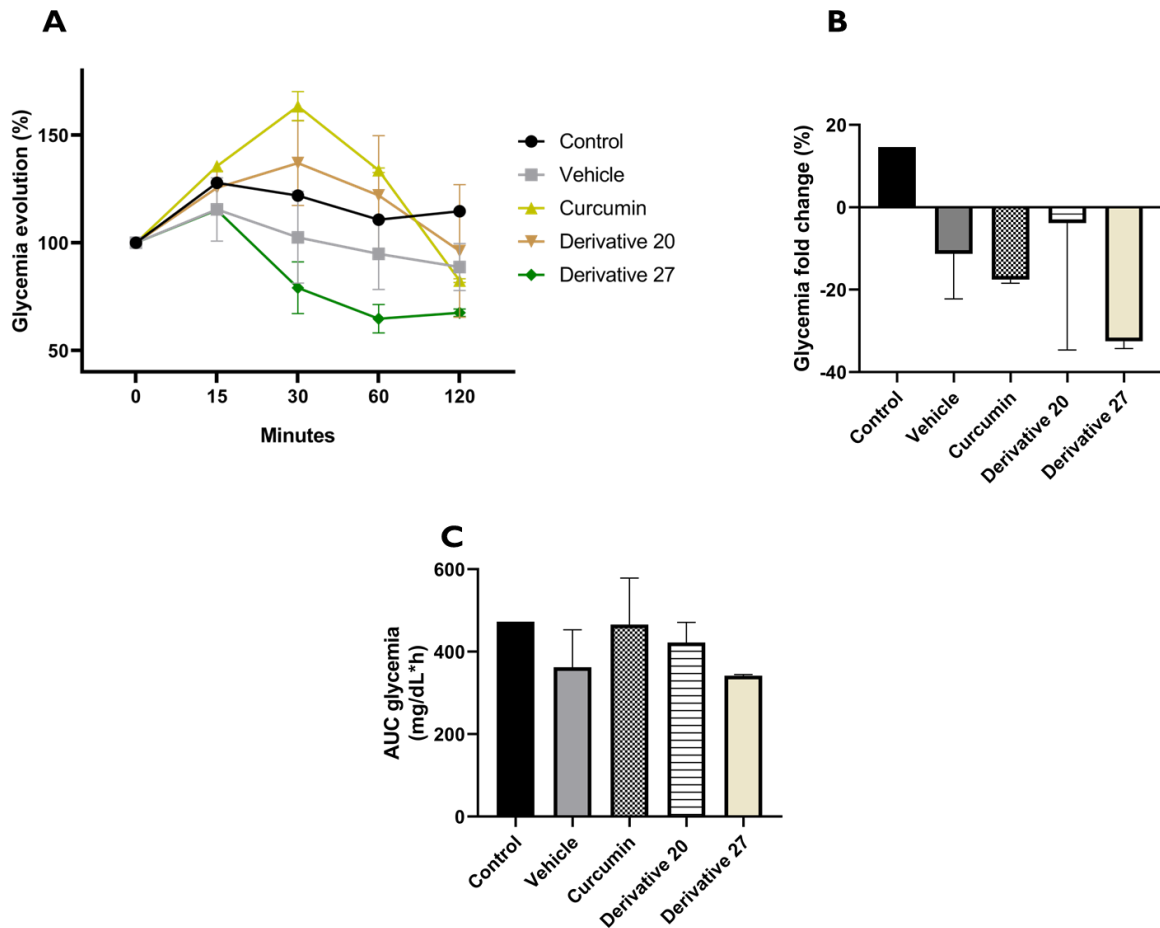 A
Glycemia evolution (%)
150
100
50
0
15
30
60
120
Minutes
Control
Vehicle
Curcumin
Derivative 20
Derivative 27
B
Glycemia fold change (%)
20
0
-20
-40
Control
Vehicle
Curcumin
Derivative 20
Derivative 27
C
AUC glycemia
(mg/dL*h)
600
400
200
0
Control
Vehicle
Curcumin
Derivative 20
Derivative 27